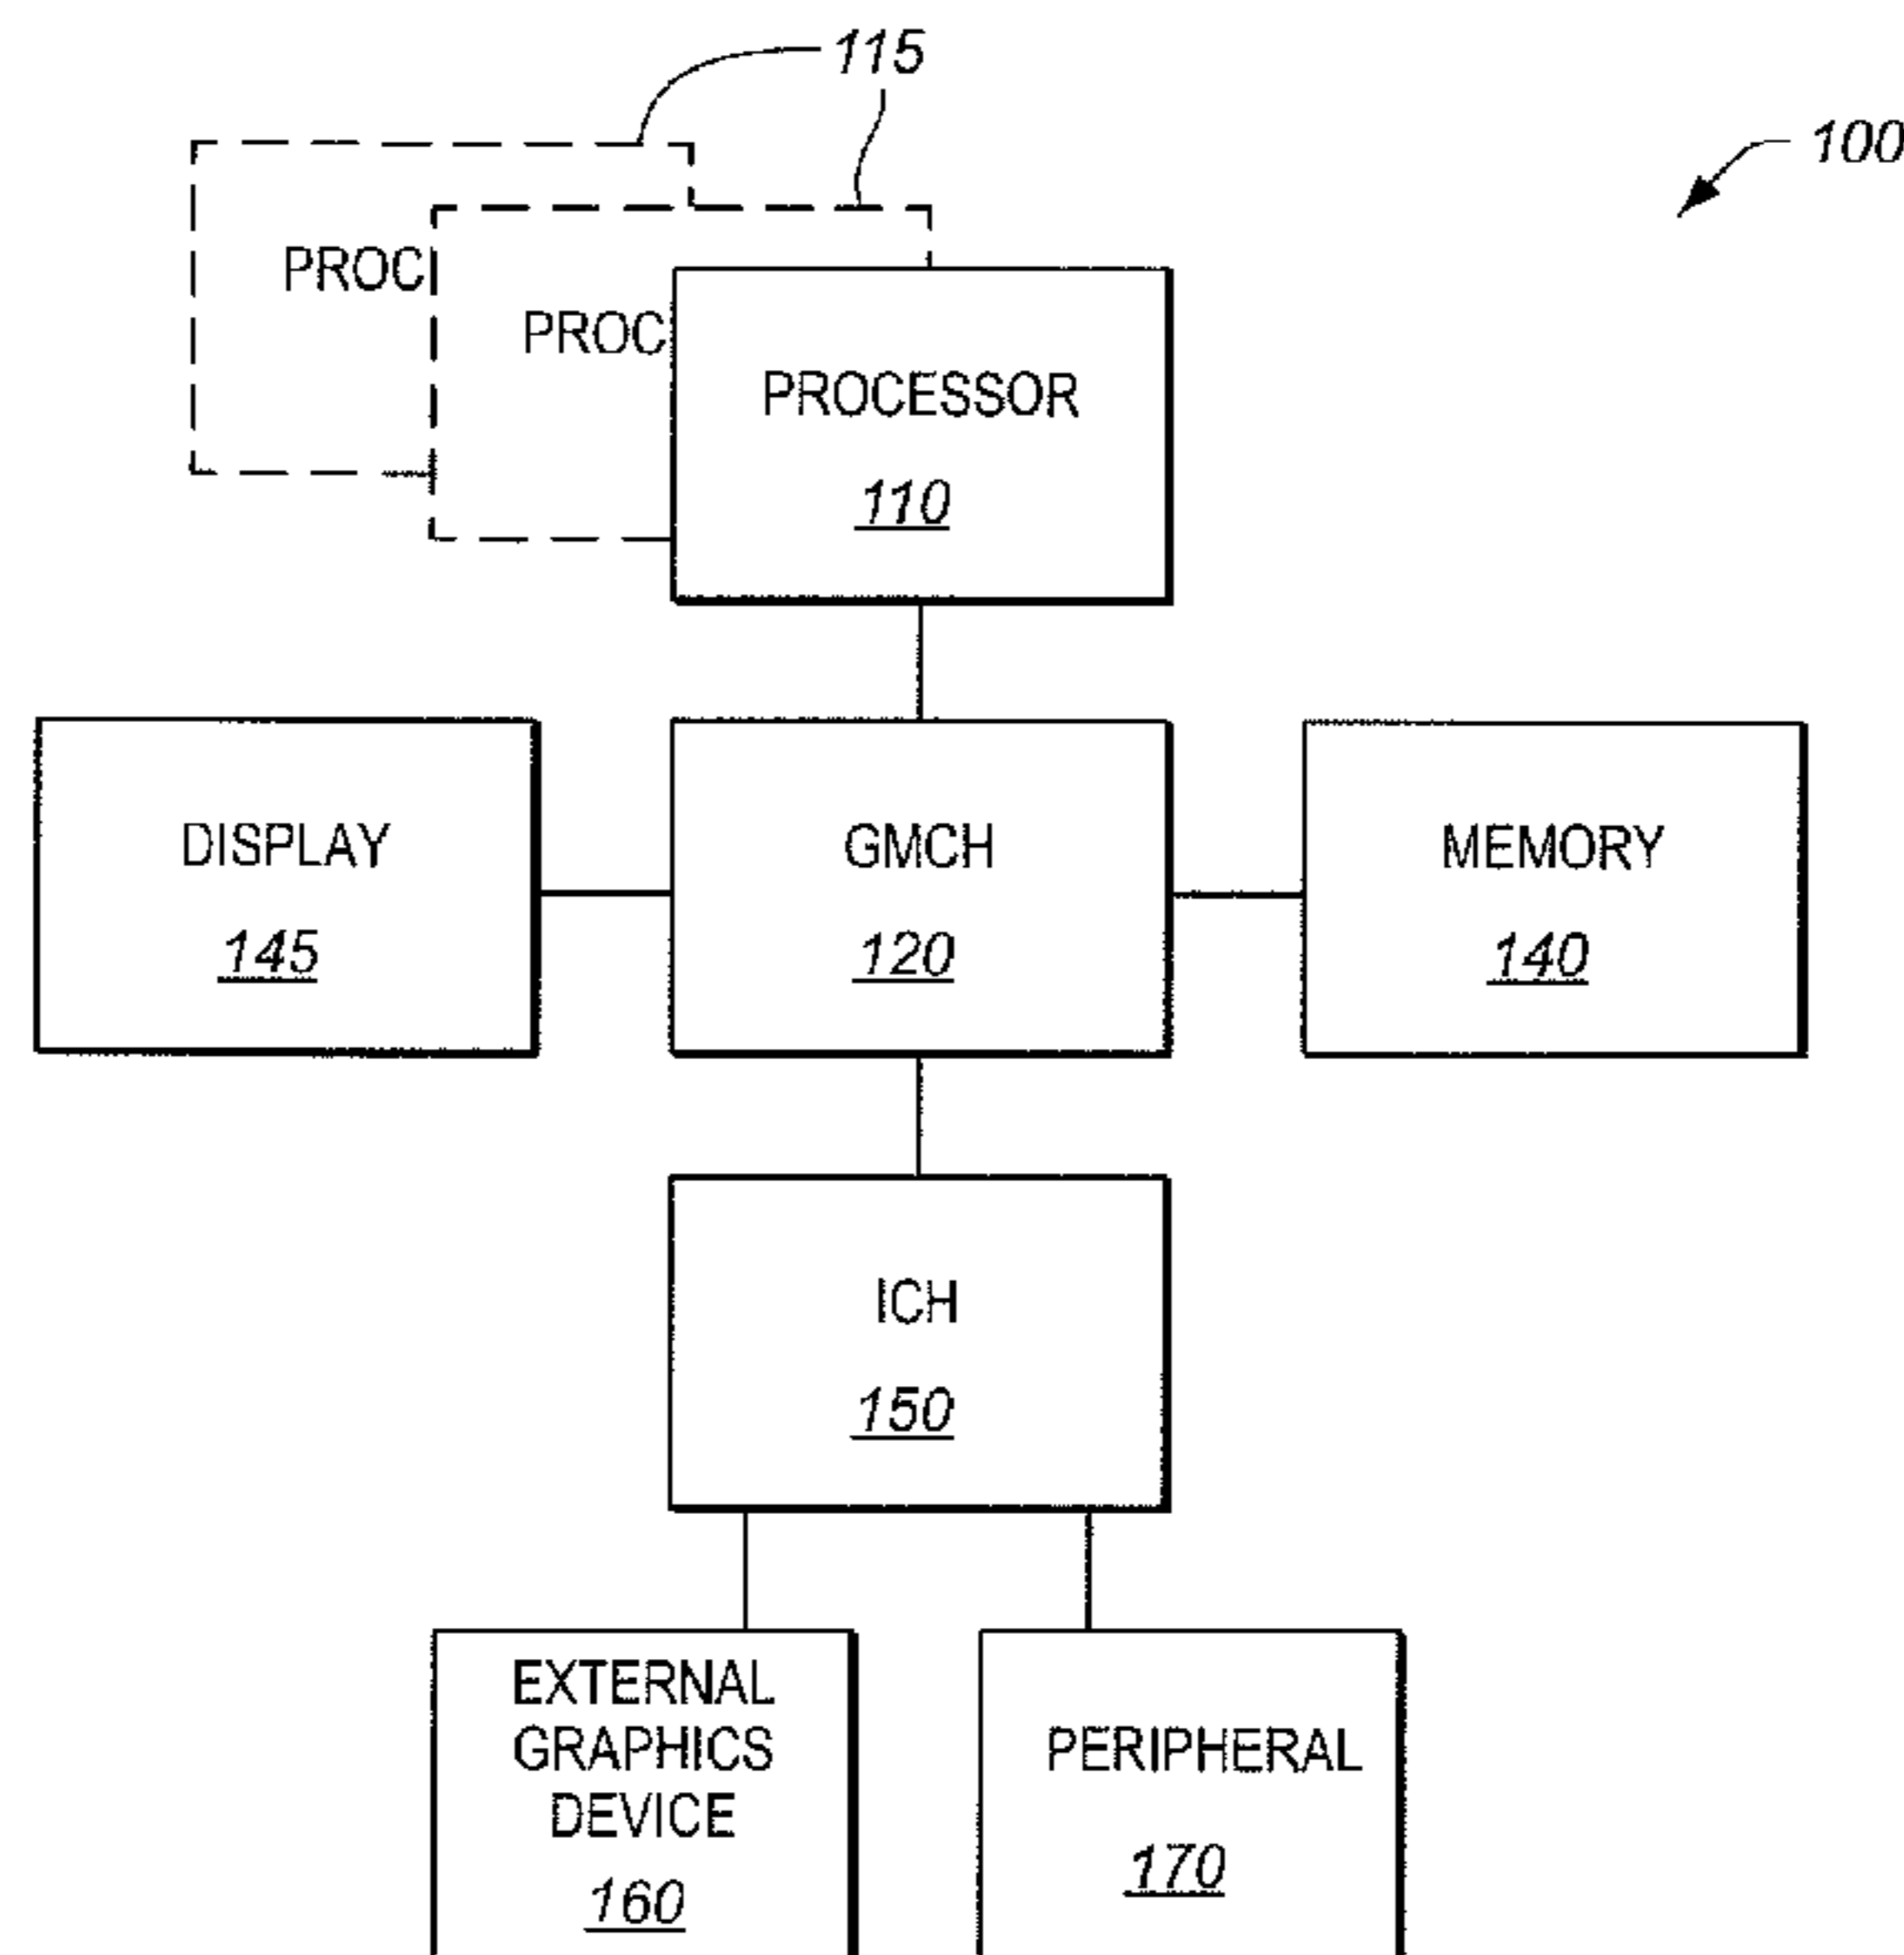 115
100
PROC
PROC
PROCESSOR
110
DISPLAY
145
GMCH
120
MEMORY
140
ICH
150
EXTERNAL
GRAPHICS
DEVICE
160
PERIPHERAL
170